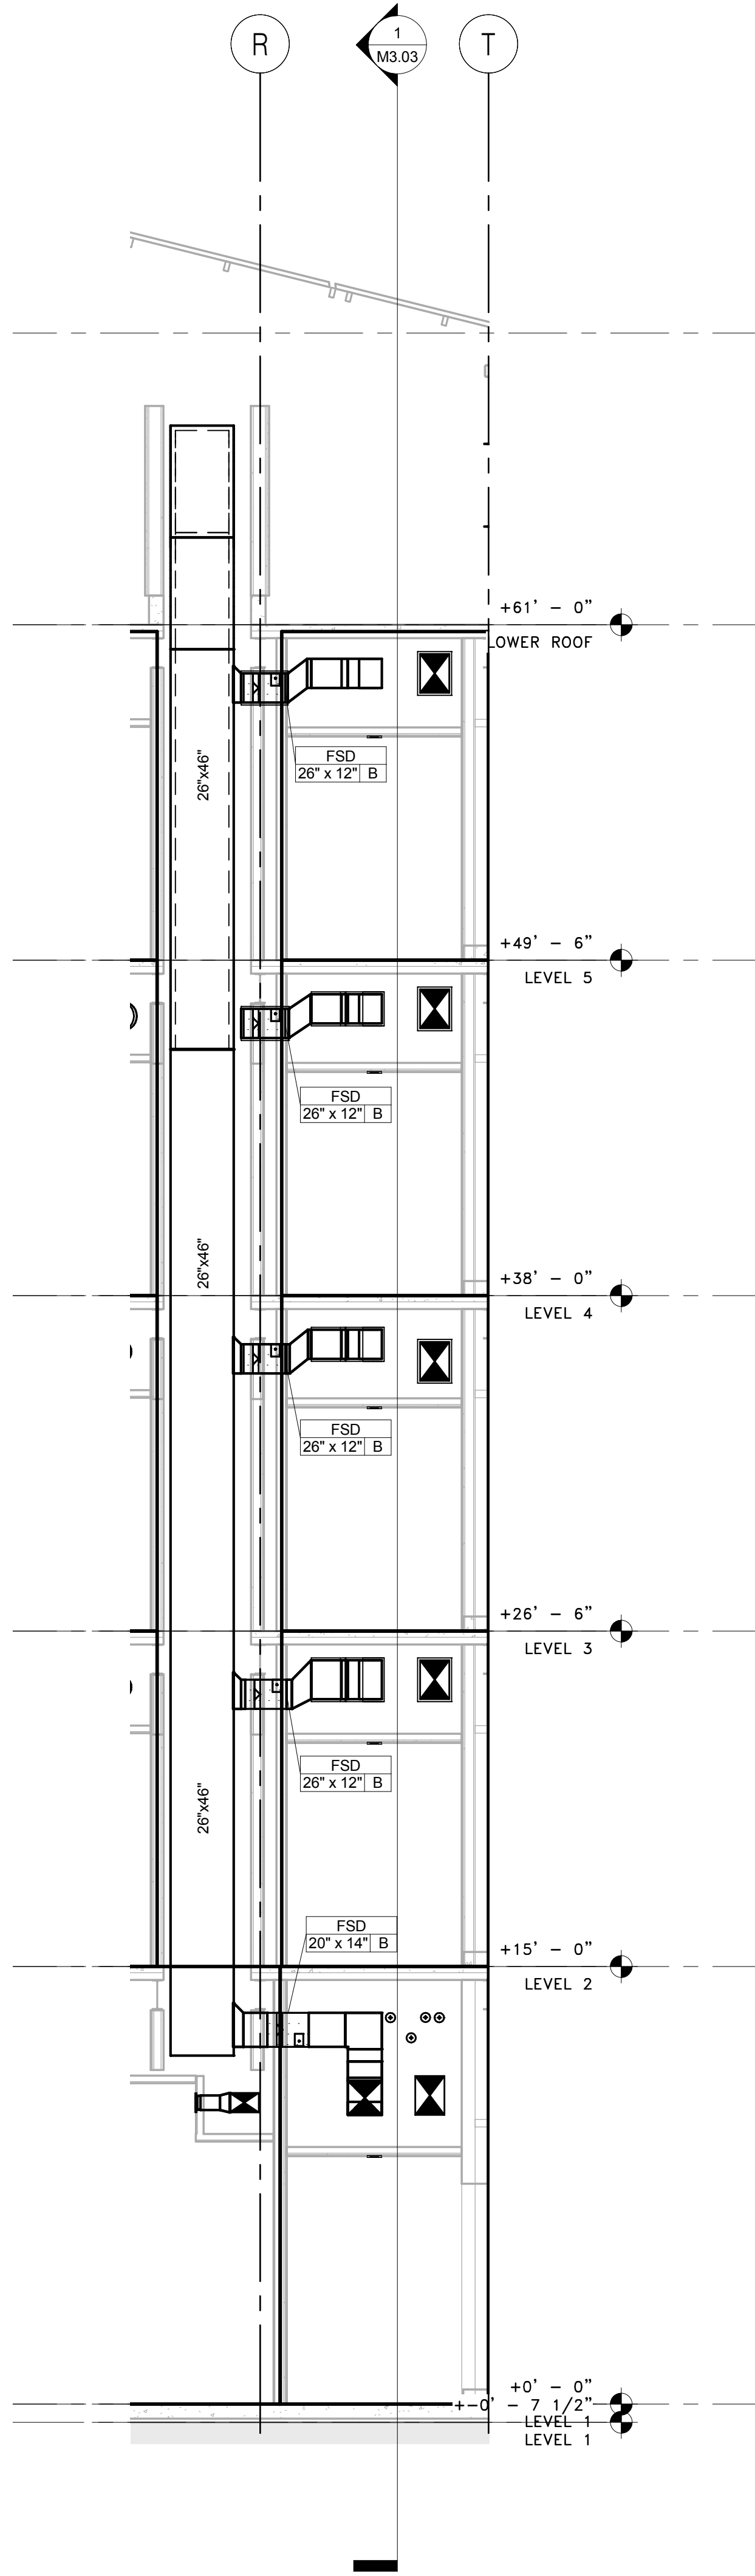 R
1
M3.03
T
+61' - 0"
LOWER ROOF
26"x46"
FSD
26" x 12" B
+49' - 6"
LEVEL 5
FSD
26" x 12" B
26"x46"
+38' - 0"
LEVEL 4
FSD
26" x 12" B
+26' - 6"
LEVEL 3
FSD
26" x 12" B
26"x46"
FSD
20" x 14" B
+15' - 0"
LEVEL 2
+0' - 0"
+-0' - 7 1/2"
LEVEL 1
LEVEL 1